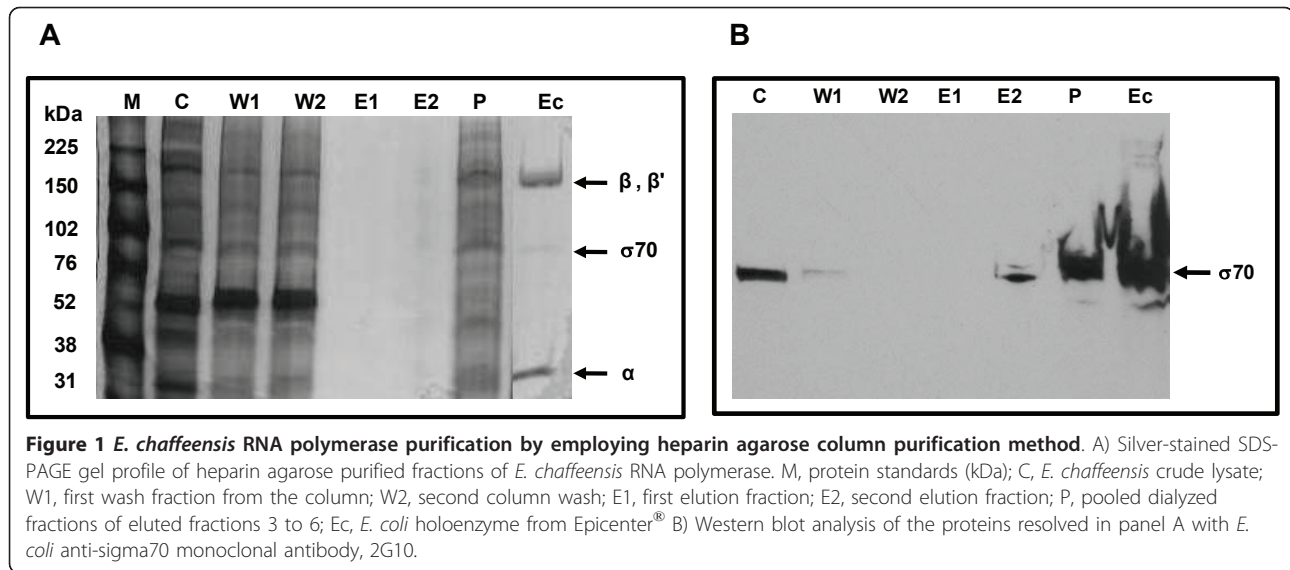 A
B
M C W1 W2 E1 E2 P Ec
kDa
225
150
102
76
52
38
31
β , β'
σ70
α
C W1 W2 E1 E2 P Ec
σ70
Figure 1 E. chaffeensis RNA polymerase purification by employing heparin agarose column purification method. A) Silver-stained SDS-
PAGE gel profile of heparin agarose purified fractions of E. chaffeensis RNA polymerase. M, protein standards (kDa); C, E. chaffeensis crude lysate;
W1, first wash fraction from the column; W2, second column wash; E1, first elution fraction; E2, second elution fraction; P, pooled dialyzed
fractions of eluted fractions 3 to 6; Ec, E. coli holoenzyme from Epicenter® B) Western blot analysis of the proteins resolved in panel A with E.
coli anti-sigma70 monoclonal antibody, 2G10.